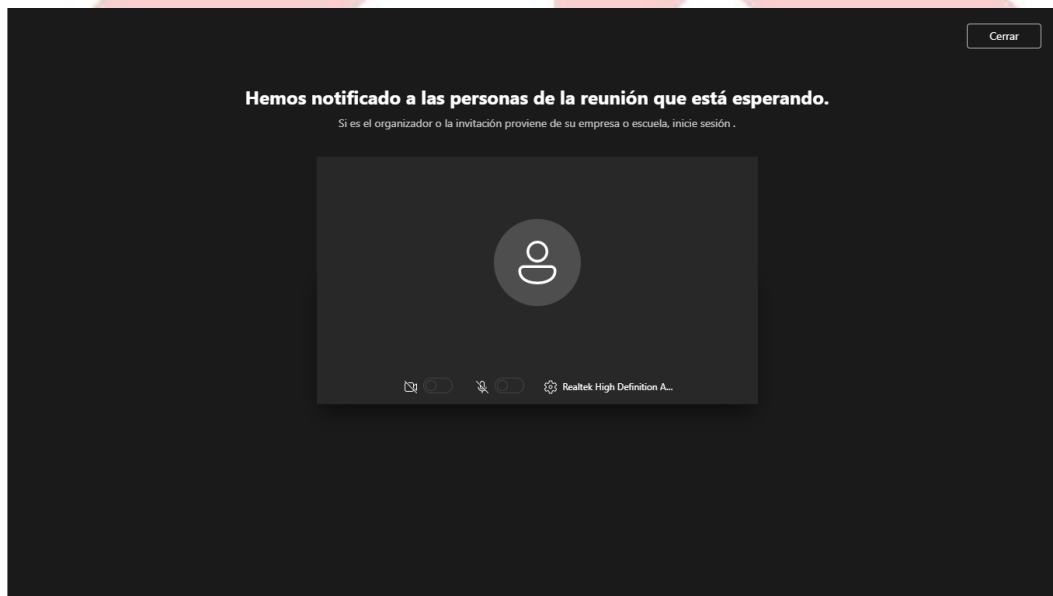 Cerrar
Hemos notificado a las personas de la reunión que está esperando.
Si es el organizador o la invitación proviene de su empresa o escuela, inicie sesión .
Realtek High Definition A...